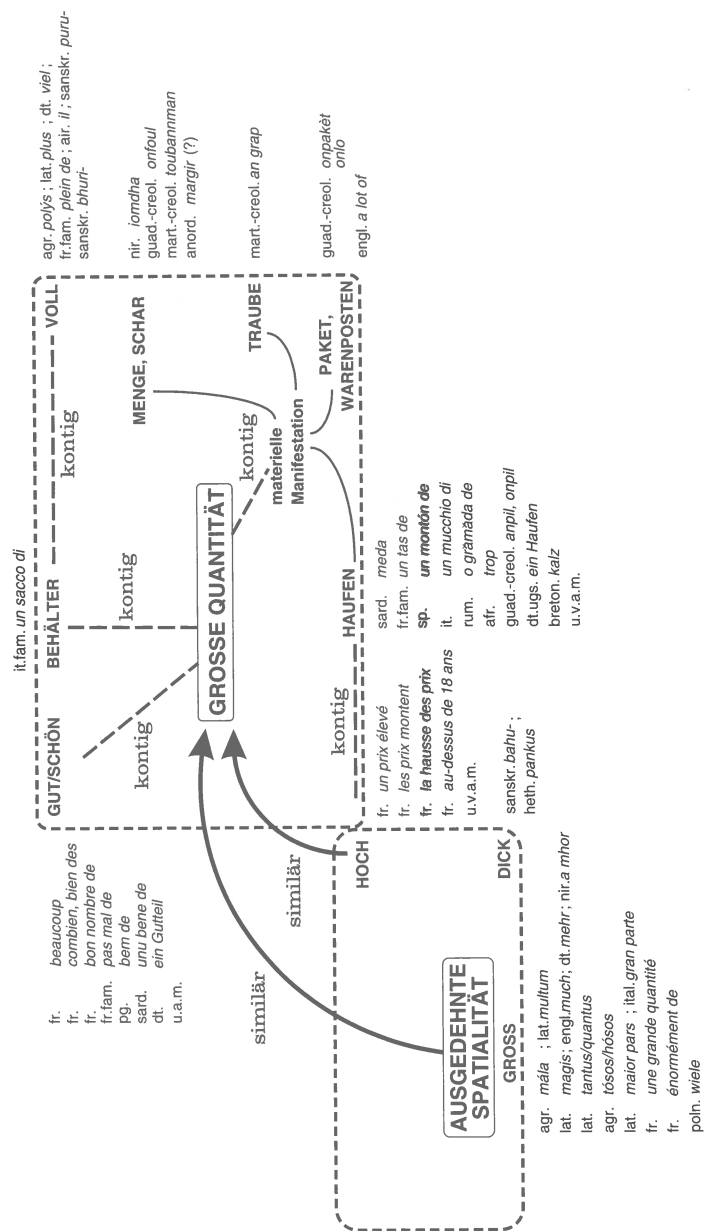 it.fam. un sacco di
GUT/SCHÖN
BEHÄLTER
VOLL
kontig
kontig
kontig
GROSSE QUANTITÄT
MENGE, SCHAR
TRAUBE
PAKET,
WARENPOSTEN
kontig
materielle
Manifestation
HAUFEN
kontig
agr. polýs ; lat. plus ; dt. viel ;
fr.fam. plein de ; air. il ; sanskr. puru-
sanskr. bhuri-
nir. iomdha
guad.-creol. onfoul
mart.-creol. toubannman
anord. margir (?)
mart.-creol. an grap
guad.-creol. onpakèt
onlo
engl. a lot of
fr. beaucoup
fr. combien, bien des
fr. bon nombre de
fr.fam. pas mal de
pg. bem de
sard. unu bene de
dt. ein Gutteil
u.a.m.
similär
similär
HOCH
DICK
fr. un prix élevé
fr. les prix montent
fr. la hausse des prix
fr. au-dessus de 18 ans
u.v.a.m.
sanskr. bahu- ;
heth. pankus
sard. meda
fr.fam. un tas de
sp. un montón de
it. un mucchio di
rum. o gràmàda de
afr. trop
guad.-creol. anpil, onpil
dt.ugs. ein Haufen
breton. kalz
u.v.a.m.
AUSGEDEHNTE
SPATIALITÄT
GROSS
agr. mála ; lat. multum
lat. magis ; engl. much ; dt. mehr ; nir. a mhor
lat. tantus/quantus
agr. tósos/hósos
lat. maior pars ; ital. gran parte
fr. une grande quantité
fr. énormément de
poln. wiele